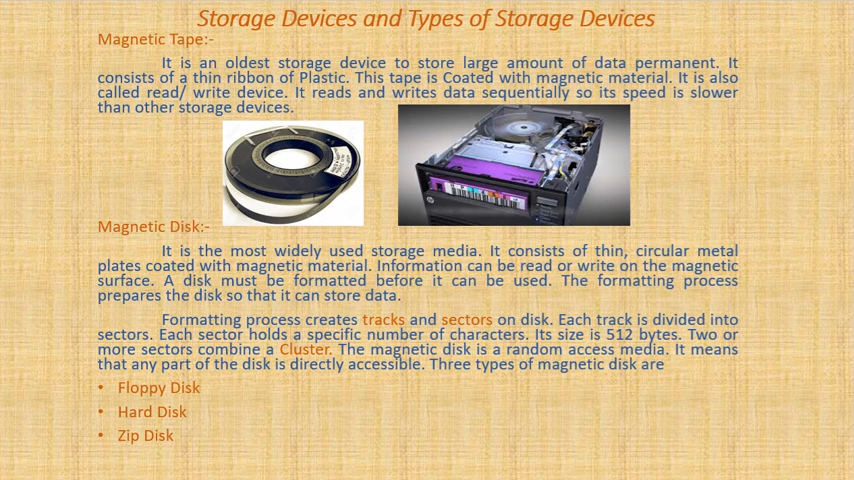 Storage Devices and Types of Storage Devices
Magnetic Tape:-
It is an oldest storage device to store large amount of data permanent. It
consists of a thin ribbon of Plastic. This tape is Coated with magnetic material. It is also
called read/ write device. It reads and writes data sequentially so its speed is slower
than other storage devices.
Magnetic Disk:-
It is the most widely used storage media. It consists of thin, circular metal
plates coated with magnetic material. Information can be read or write on the magnetic
surface. A disk must be formatted before it can be used. The formatting process
prepares the disk so that it can store data.
Formatting process creates tracks and sectors on disk. Each track is divided into
sectors. Each sector holds a specific number of characters. Its size is 512 bytes. Two or
more sectors combine a Cluster. The magnetic disk is a random access media. It means
that any part of the disk is directly accessible. Three types of magnetic disk are
• Floppy Disk
• Hard Disk
• Zip Disk